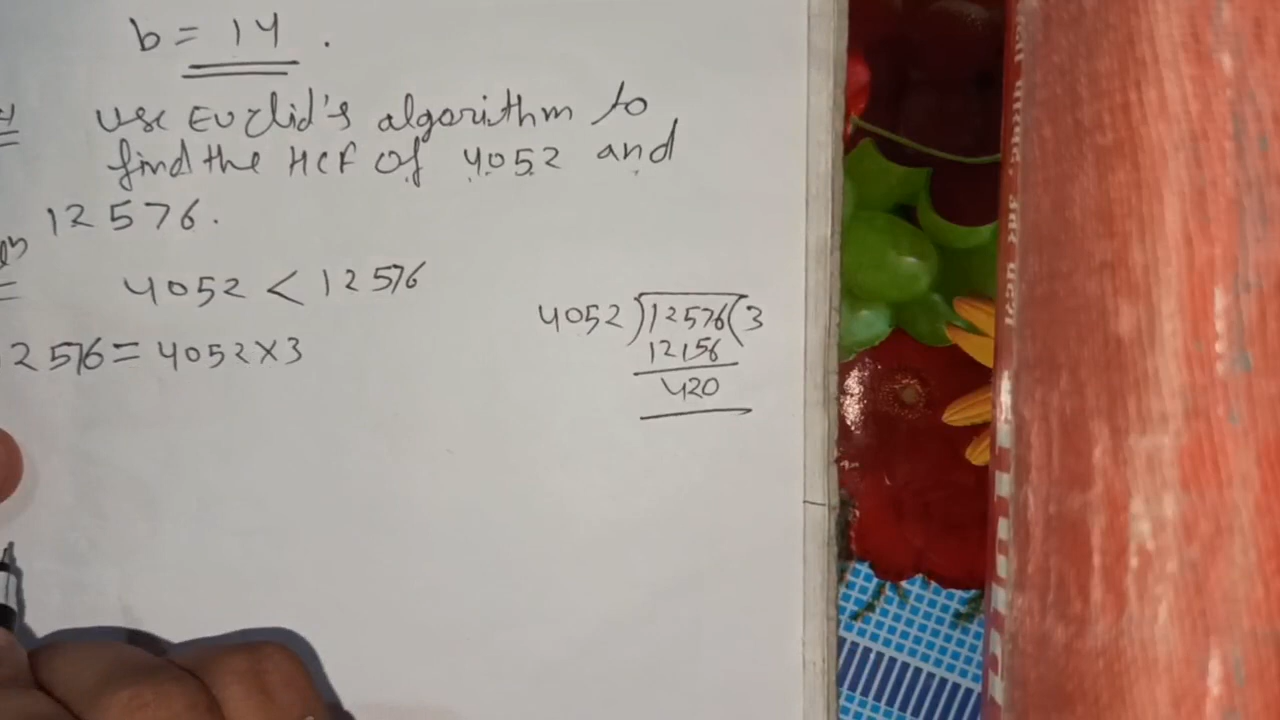 b = 14 .
use Euclid's algorithm to
find the HCF of 4052 and
12576.
4052 < 12576
2576 = 4052 × 3
4052 ) 12576 ( 3
12156
420